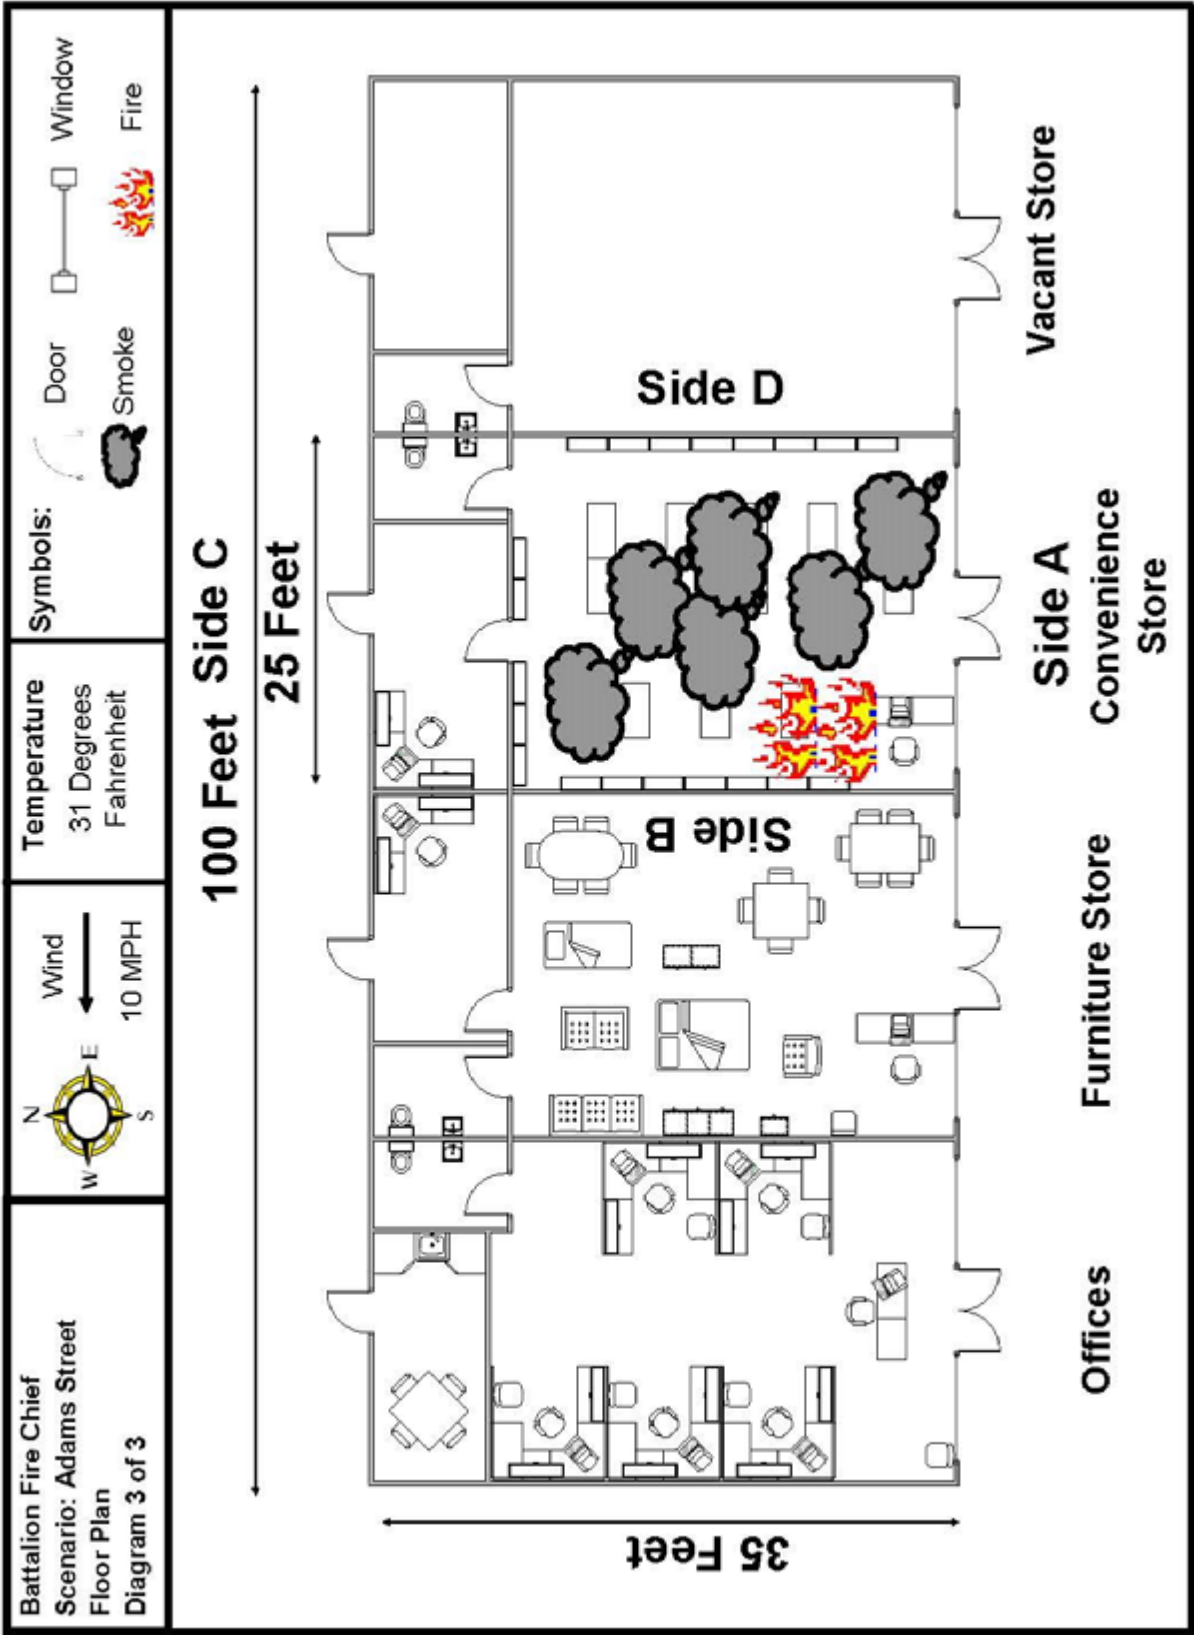 Battalion Fire Chief
Scenario: Adams Street
Floor Plan
Diagram 3 of 3
N
W
E
S
Wind
10 MPH
Temperature
31 Degrees
Fahrenheit
Symbols:
Door
Window
Smoke
Fire
100 Feet Side C
25 Feet
35 Feet
Side B
Side D
Side A
Offices
Furniture Store
Convenience
Store
Vacant Store